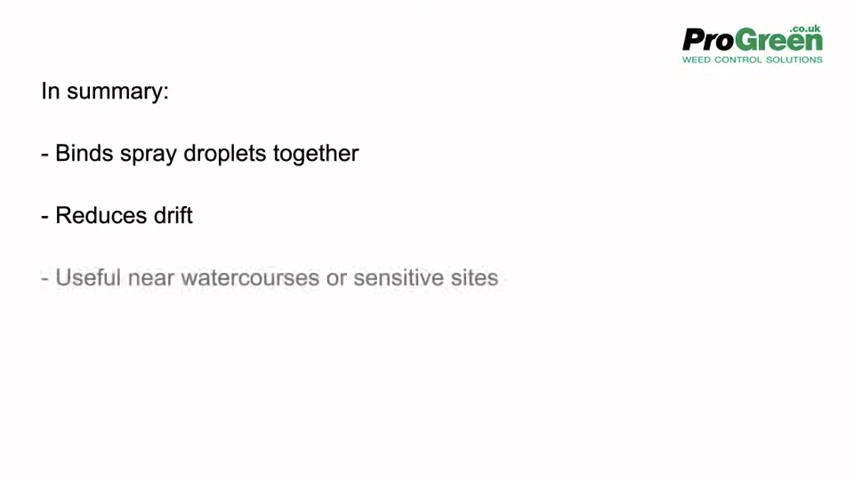 .co.uk
ProGreen
WEED CONTROL SOLUTIONS
In summary:
- Binds spray droplets together
- Reduces drift
- Useful near watercourses or sensitive sites